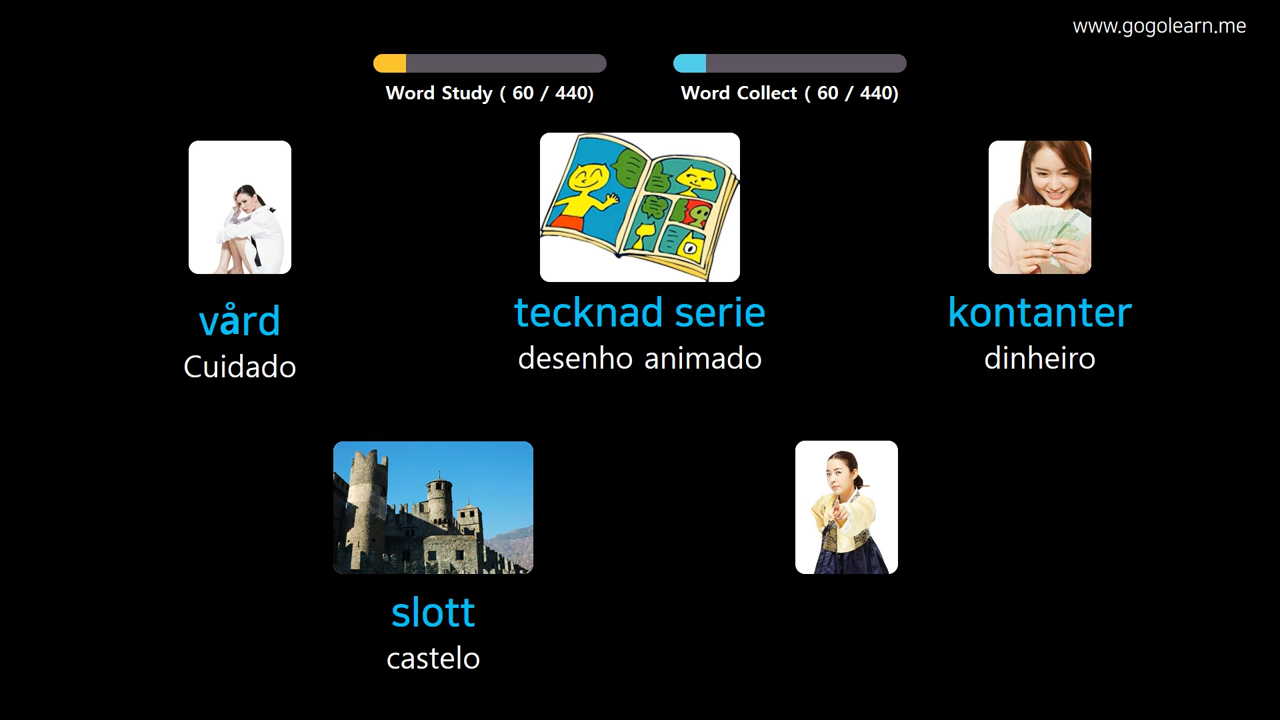 www.gogolearn.me
Word Study ( 60 / 440)
Word Collect ( 60 / 440)
vård
Cuidado
tecknad serie
desenho animado
kontanter
dinheiro
slott
castelo